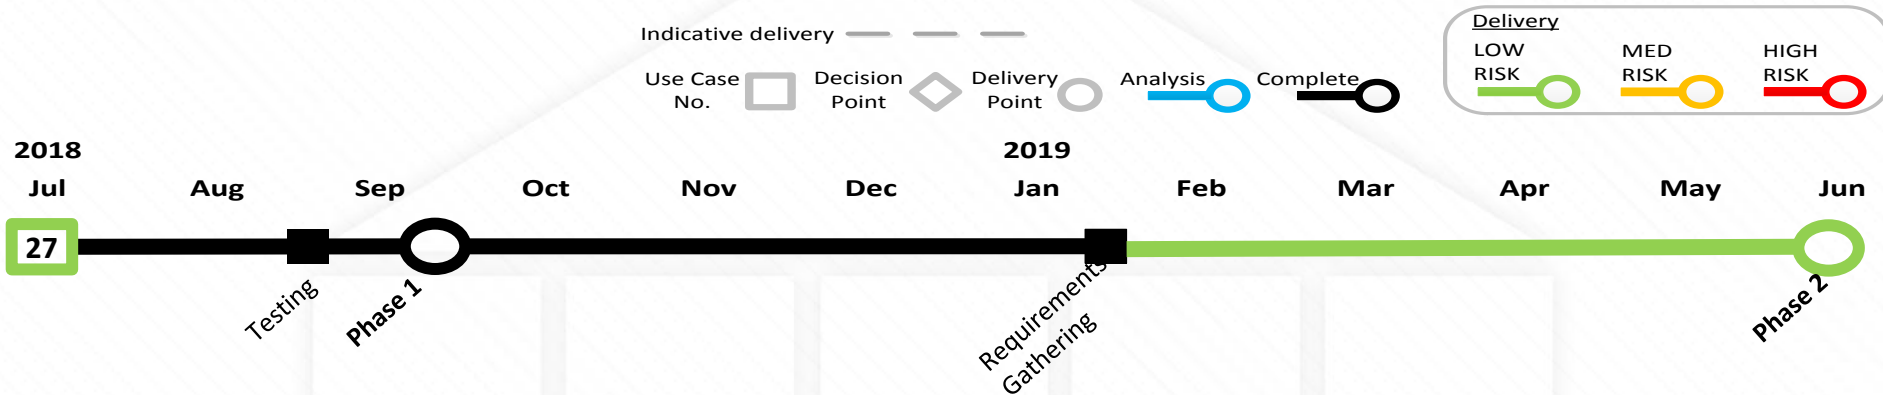 Indicative delivery
Use Case
No.
Decision
Point
Delivery
Point
Analysis
Complete
Delivery
LOW
RISK
MED
RISK
HIGH
RISK
2018
2019
Jul Aug Sep Oct Nov Dec Jan Feb Mar Apr May Jun
27
Testing
Phase 1
Requirements
Gathering
Phase 2